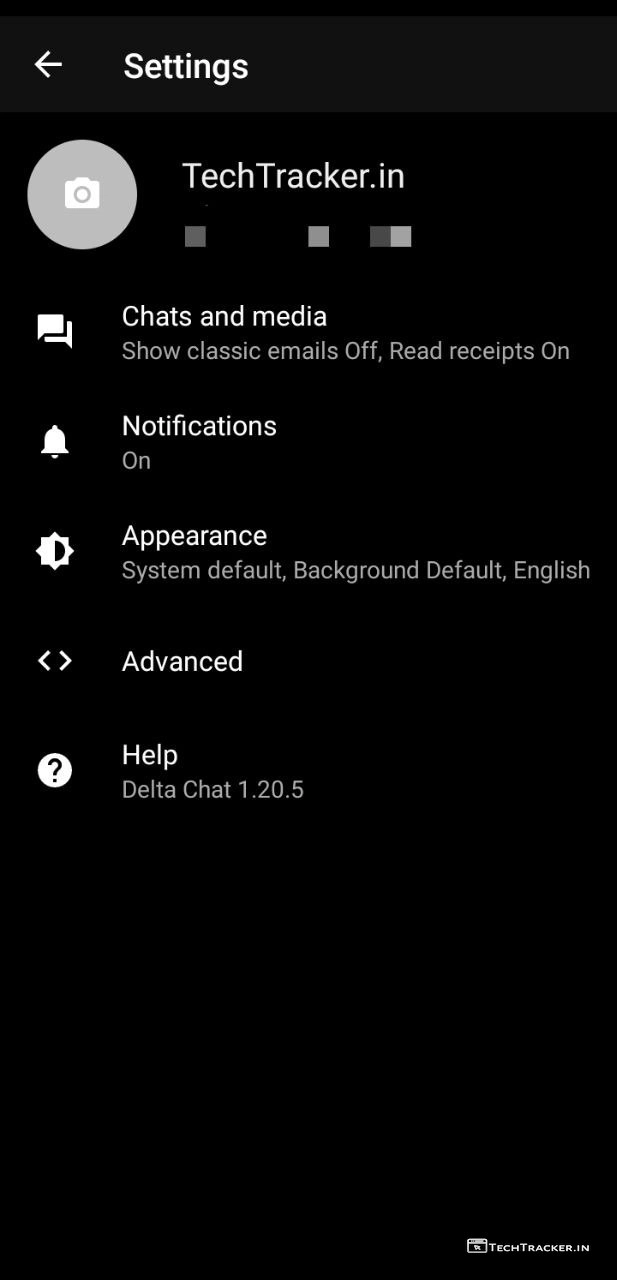 Settings
TechTracker.in
Chats and media
Show classic emails Off, Read receipts On
Notifications
On
Appearance
System default, Background Default, English
Advanced
Help
Delta Chat 1.20.5
TECHTRACKER.IN